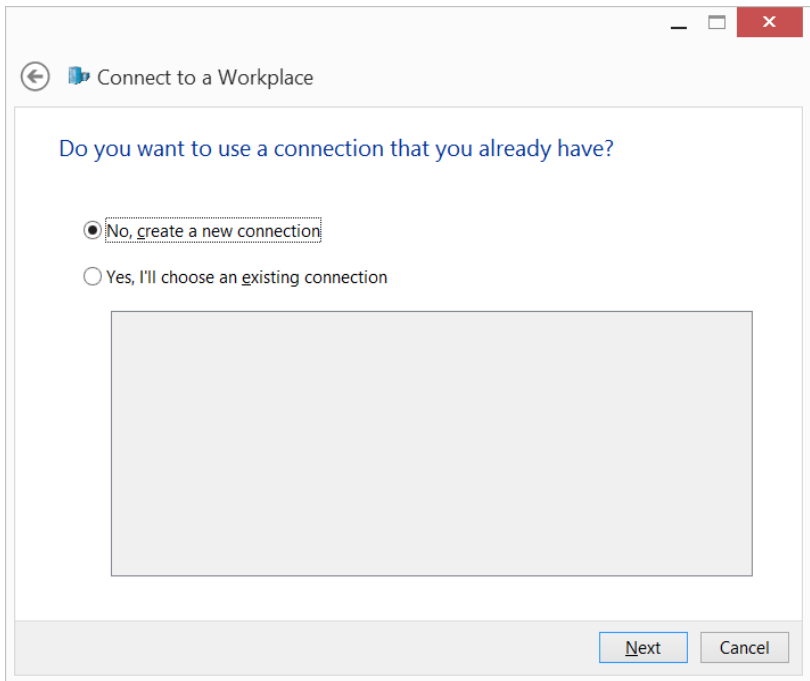 Connect to a Workplace
Do you want to use a connection that you already have?
No, create a new connection
Yes, I'll choose an existing connection
Next
Cancel